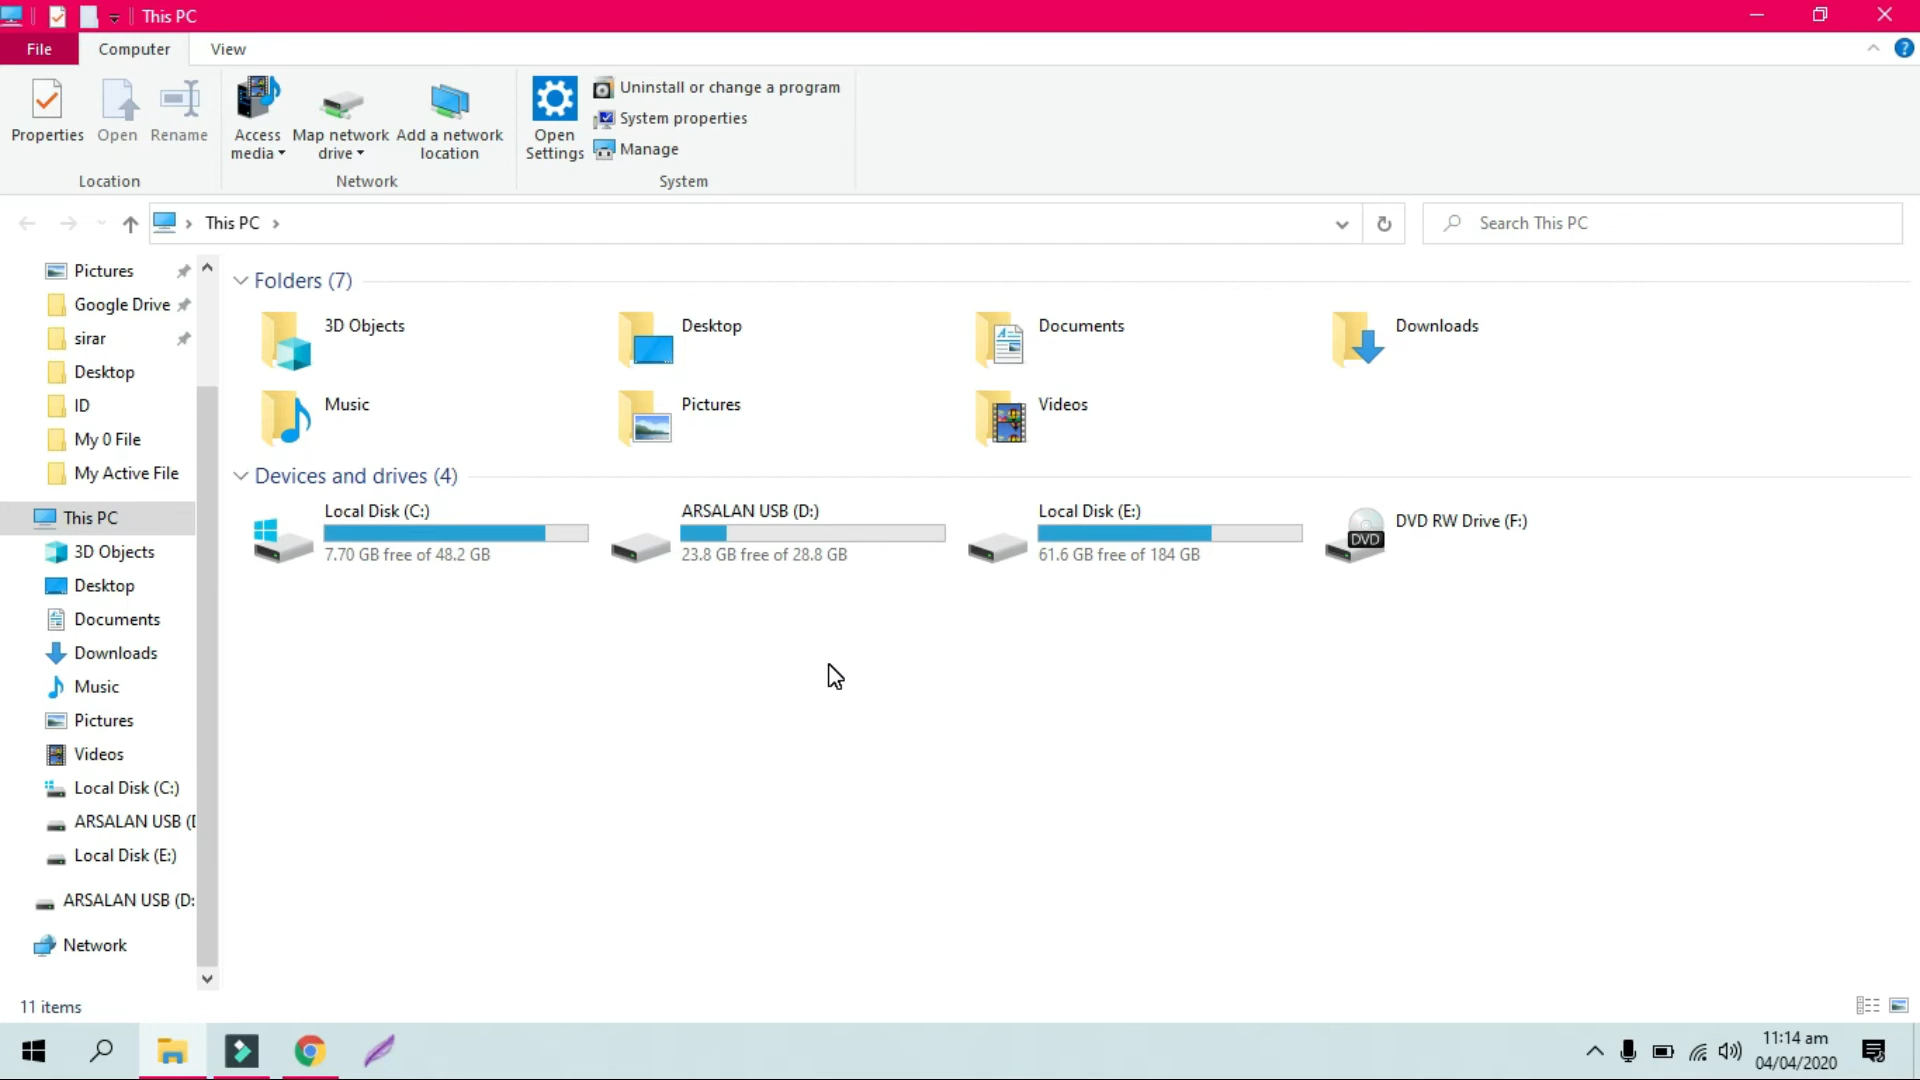 This PC
File
Computer
View
Properties
Open
Rename
Access
media
Map network
drive
Add a network
location
Open
Settings
Uninstall or change a program
System properties
Manage
Location
Network
System
This PC
Search This PC
Pictures
Google Drive
sirar
Desktop
ID
My 0 File
My Active File
This PC
3D Objects
Desktop
Documents
Downloads
Music
Pictures
Videos
Local Disk (C:)
ARSALAN USB (D
Local Disk (E:)
ARSALAN USB (D:
Network
Folders (7)
3D Objects
Desktop
Documents
Downloads
Music
Pictures
Videos
Devices and drives (4)
Local Disk (C:)
7.70 GB free of 48.2 GB
ARSALAN USB (D:)
23.8 GB free of 28.8 GB
Local Disk (E:)
61.6 GB free of 184 GB
DVD
DVD RW Drive (F:)
11 items
11:14 am
04/04/2020